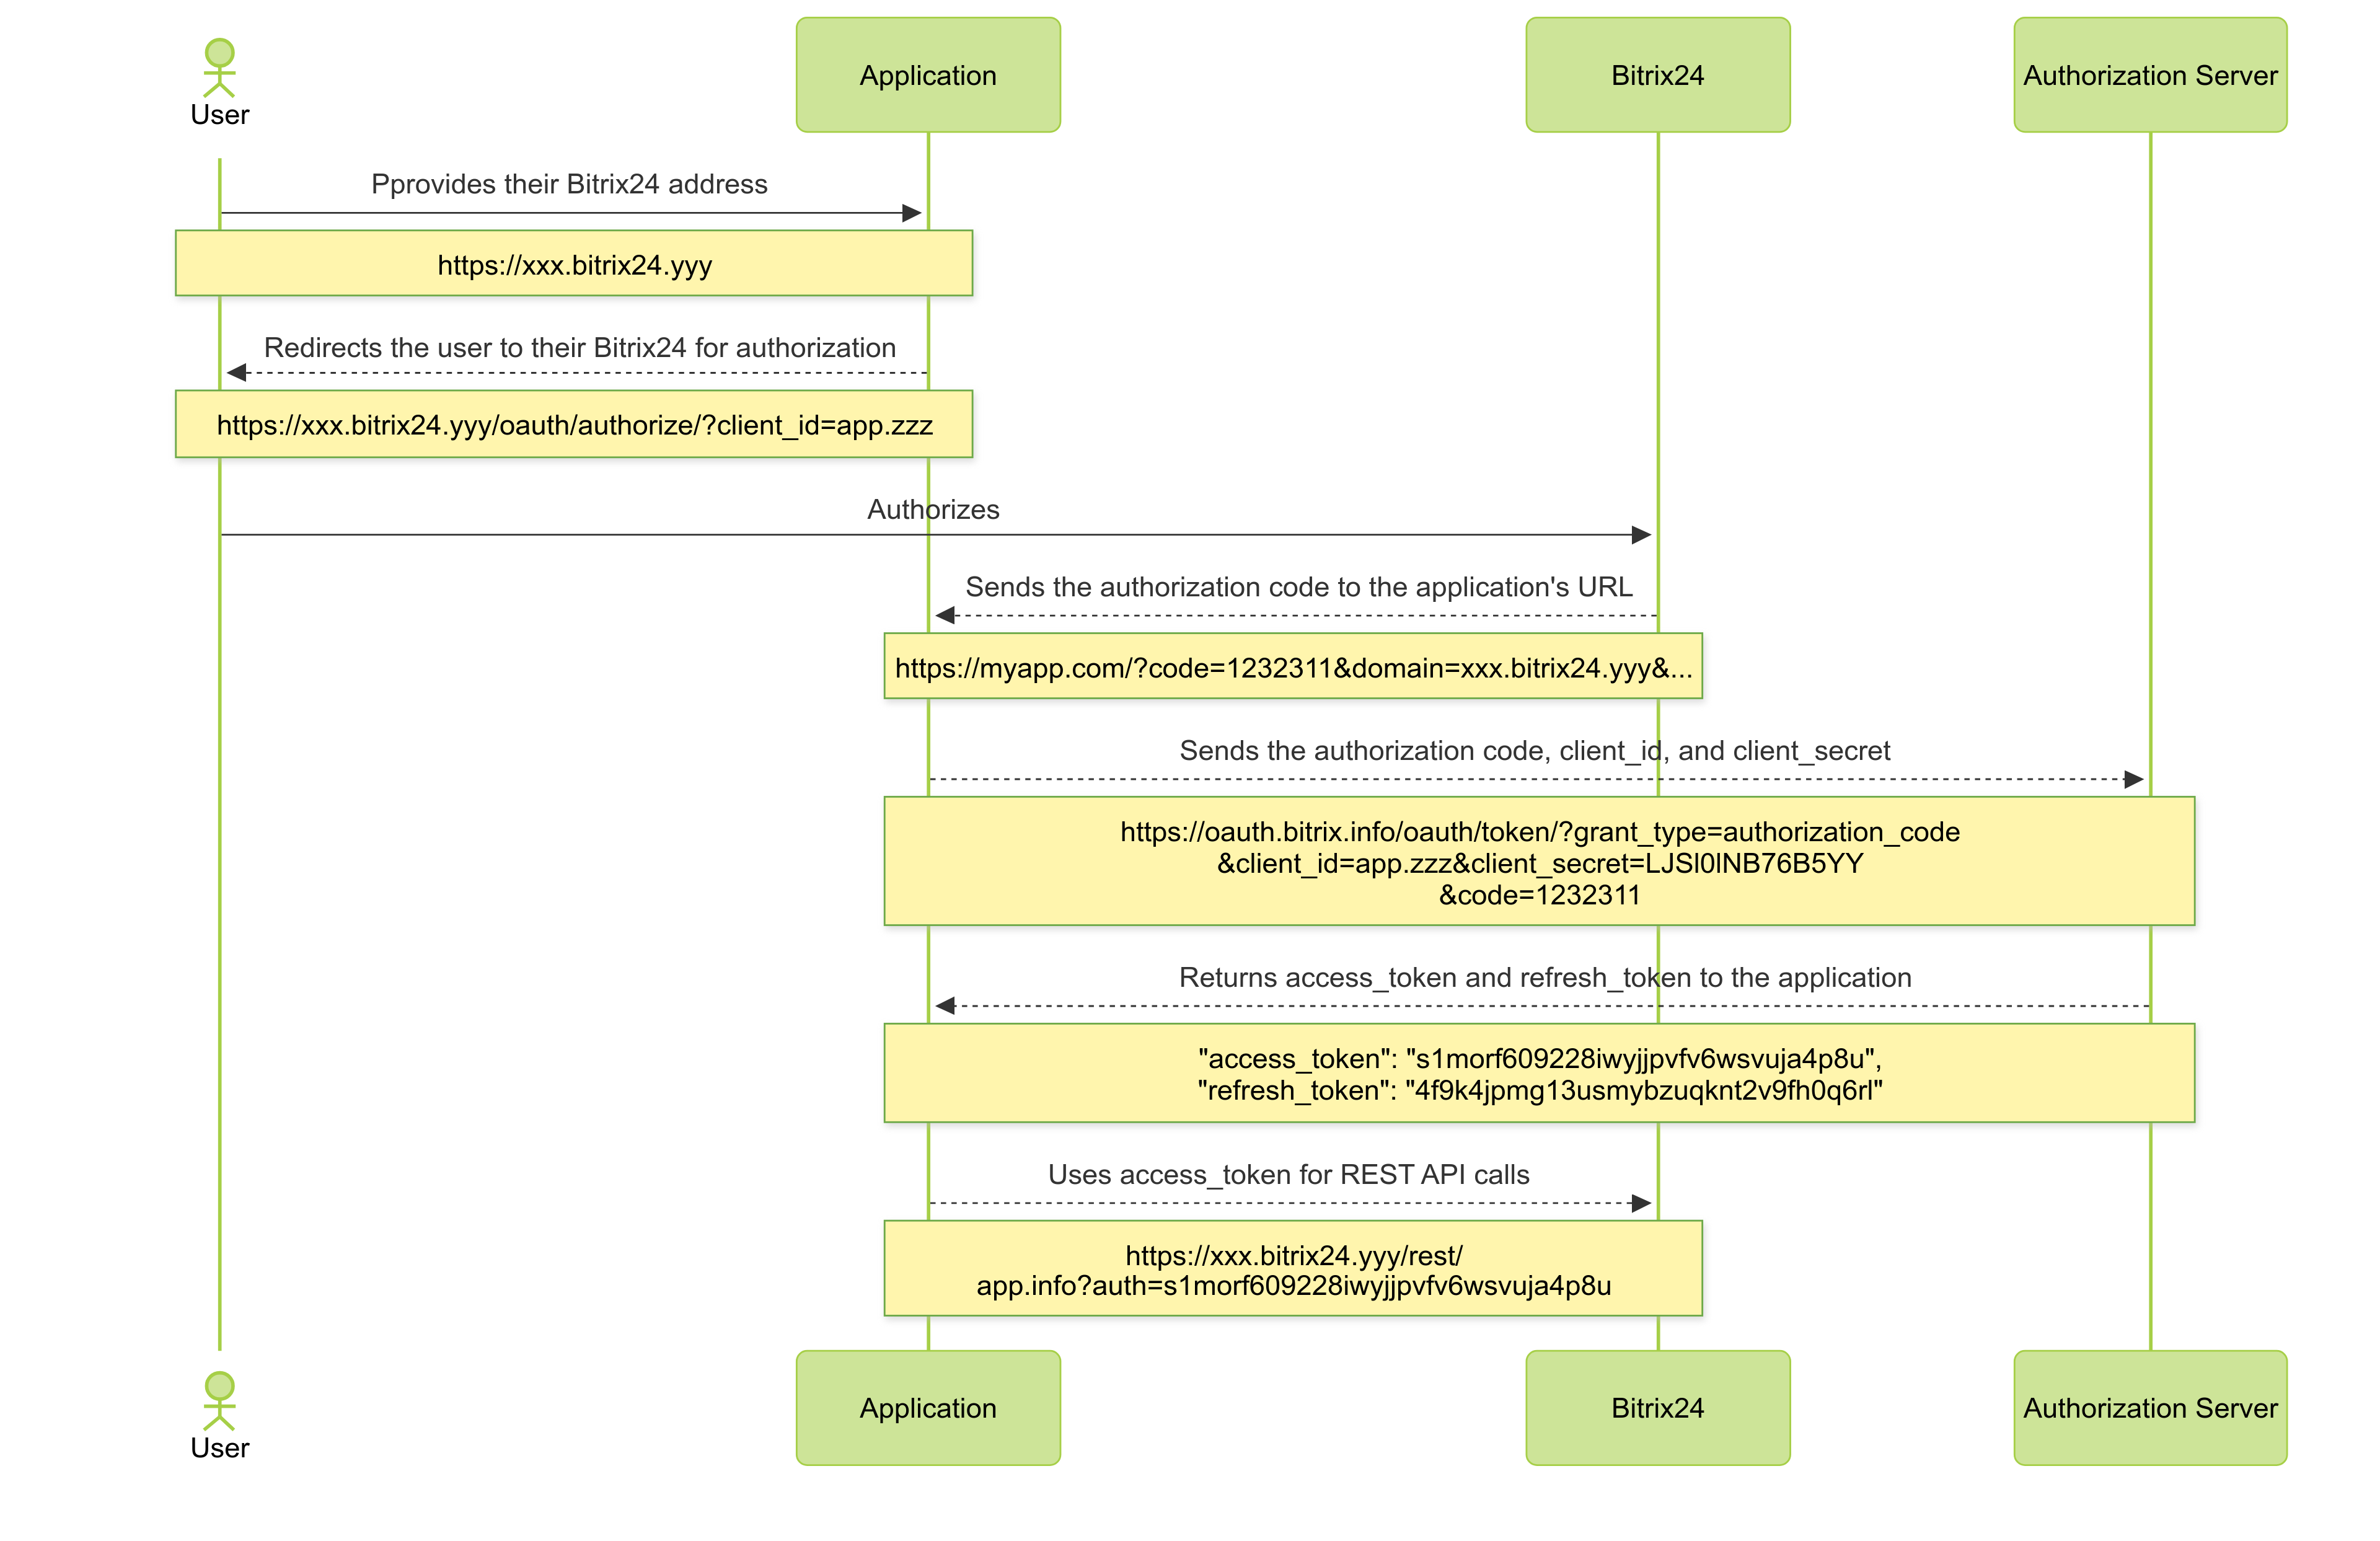 User
Application
Bitrix24
Authorization Server
Pprovides their Bitrix24 address
https://xxx.bitrix24.yyy
Redirects the user to their Bitrix24 for authorization
https://xxx.bitrix24.yyy/oauth/authorize/?client_id=app.zzz
Authorizes
Sends the authorization code to the application's URL
https://myapp.com/?code=1232311&domain=xxx.bitrix24.yyy&...
Sends the authorization code, client_id, and client_secret
https://oauth.bitrix.info/oauth/token/?grant_type=authorization_code
&client_id=app.zzz&client_secret=LJSl0lNB76B5YY
&code=1232311
Returns access_token and refresh_token to the application
"access_token": "s1morf609228iwyjjpvfv6wsvuja4p8u",
"refresh_token": "4f9k4jpmg13usmybzuqknt2v9fh0q6rl"
Uses access_token for REST API calls
https://xxx.bitrix24.yyy/rest/
app.info?auth=s1morf609228iwyjjpvfv6wsvuja4p8u
User
Application
Bitrix24
Authorization Server